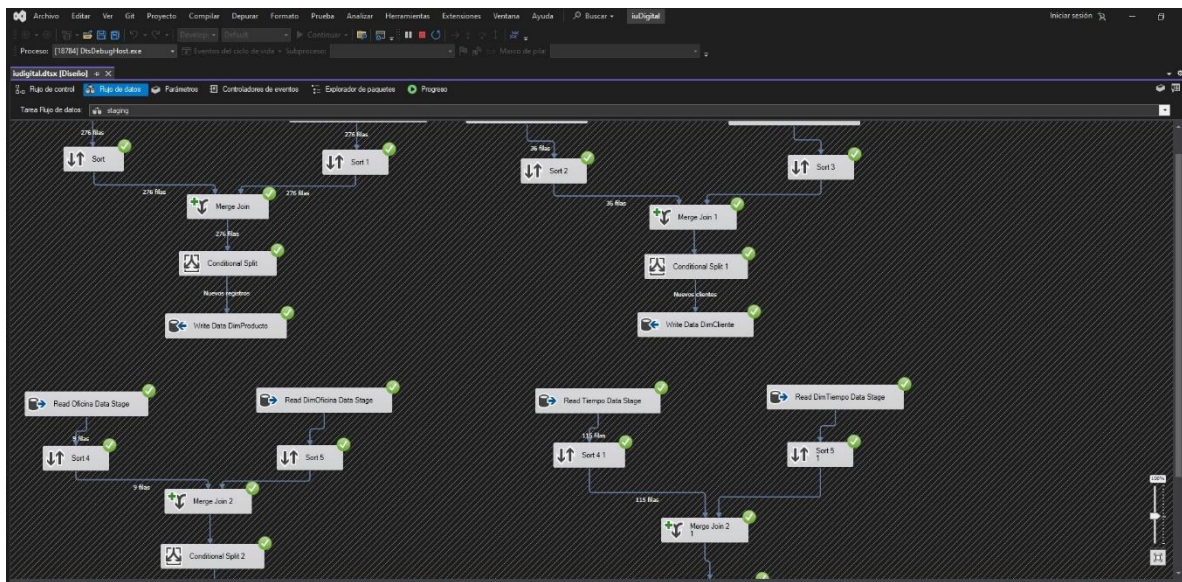 Archivo Editar Ver Git Proyecto Compilar Depurar Formato Prueba Analizar Herramientas Extensiones Ventana Ayuda Buscar iuDigital Iniciar sesión
Develop Default Continuar
Proceso: [18784] DtsDebugHost.exe Eventos del ciclo de vida Subproceso: Marco de pila:
iudigital.dtsx [Diseño]
Flujo de control Flujo de datos Parámetros Controladores de eventos Explorador de paquetes Progreso
Tarea Flujo de datos: staging
276 filas 276 filas 36 filas
Sort Sort 1 Sort 2 Sort 3
276 filas 276 filas 36 filas
Merge Join Merge Join 1
276 filas
Conditional Split Conditional Split 1
Nuevos registros Nuevos clientes
Write Data DimProducto Write Data DimCliente
Read Oficina Data Stage Read DimOficina Data Stage Read Tiempo Data Stage Read DimTiempo Data Stage
9 filas 115 filas
Sort 4 Sort 5 Sort 4 1 Sort 5 1
9 filas 115 filas
Merge Join 2 Merge Join 2 1
Conditional Split 2
100%